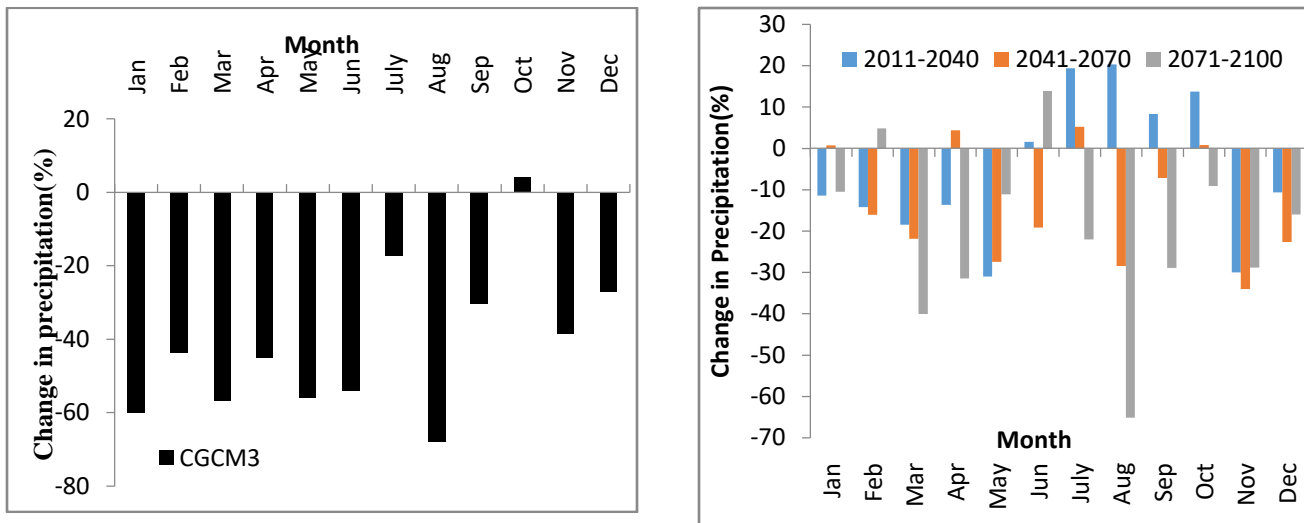 Month
Jan Feb Mar Apr May Jun July Aug Sep Oct Nov Dec
20
0
-20
-40
-60
-80
Change in precipitation(%)
CGCM3
30
20
10
0
-10
-20
-30
-40
-50
-60
-70
Change in Precipitation(%)
2011-2040 2041-2070 2071-2100
Month
Jan Feb Mar Apr May Jun July Aug Sep Oct Nov Dec